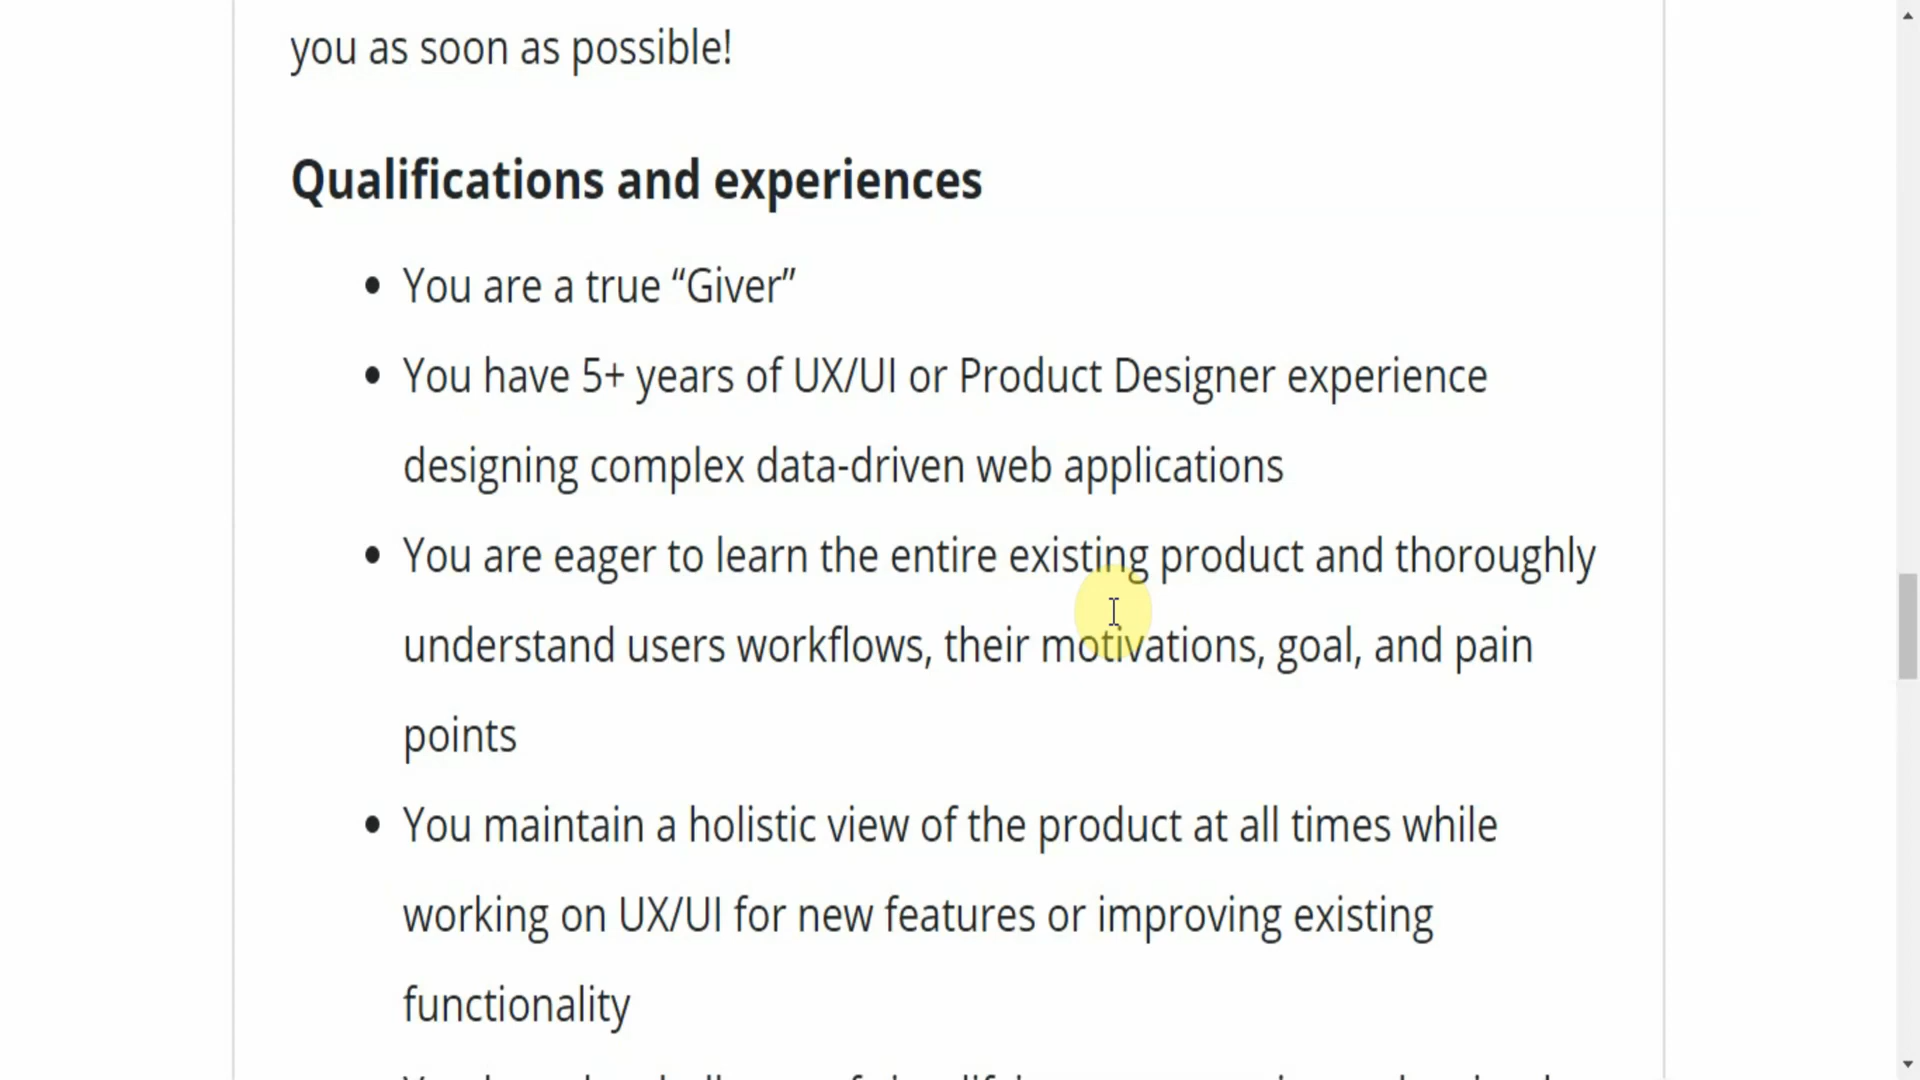 you as soon as possible!
Qualifications and experiences
• You are a true “Giver”
• You have 5+ years of UX/UI or Product Designer experience
designing complex data-driven web applications
• You are eager to learn the entire existing product and thoroughly
understand users workflows, their motivations, goal, and pain
points
• You maintain a holistic view of the product at all times while
working on UX/UI for new features or improving existing
functionality